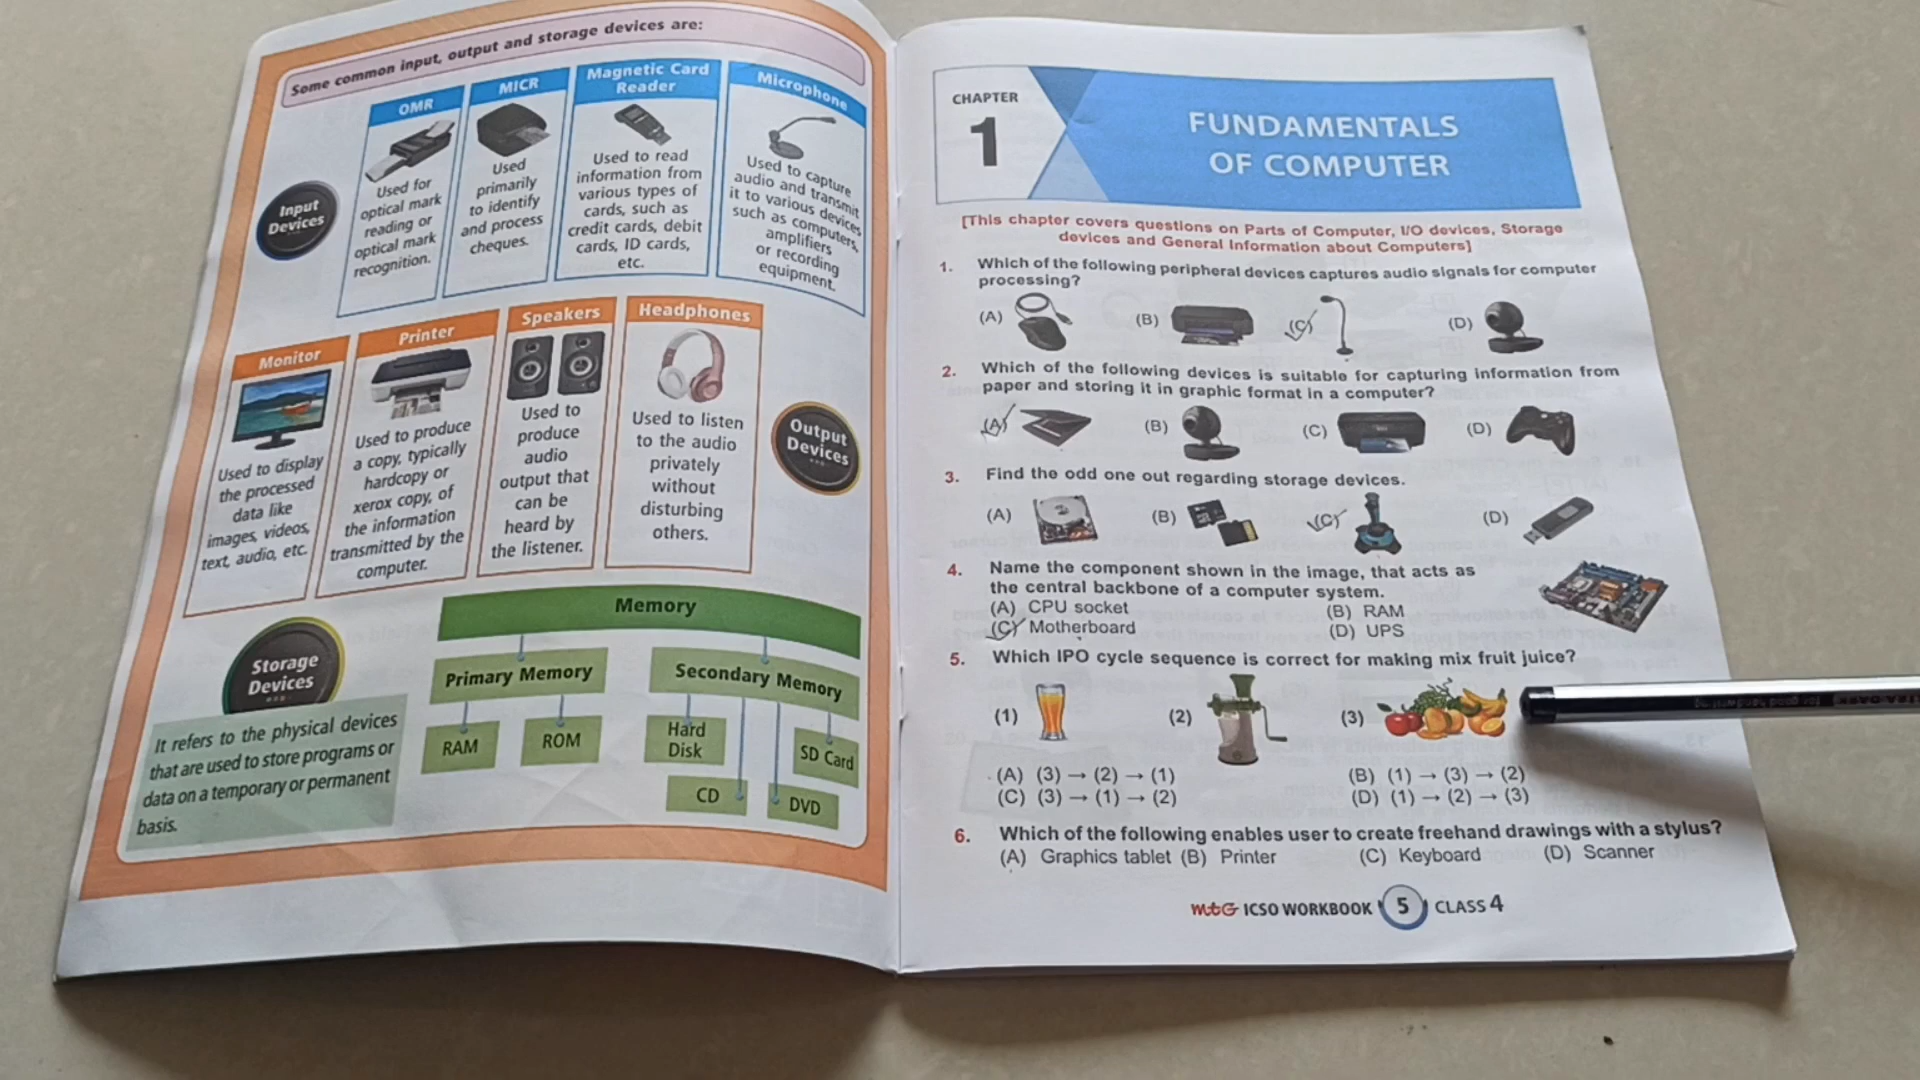 Some common input, output and storage devices are:
Input
Devices
OMR
Used for
optical mark
reading or
optical mark
recognition.
MICR
Used
primarily
to identify
and process
cheques.
Magnetic Card
Reader
Used to read
information from
various types of
cards, such as
credit cards, debit
cards, ID cards,
etc.
Microphone
Used to capture
audio and transmit
it to various devices
such as computers,
amplifiers
or recording
equipment.
Monitor
Used to display
the processed
data like
images, videos,
text, audio, etc.
Printer
Used to produce
a copy, typically
hardcopy or
xerox copy, of
the information
transmitted by the
computer.
Speakers
Used to
produce
audio
output that
can be
heard by
the listener.
Headphones
Used to listen
to the audio
privately
without
disturbing
others.
Output
Devices
Storage
Devices
It refers to the physical devices
that are used to store programs or
data on a temporary or permanent
basis.
Memory
Primary Memory
Secondary Memory
RAM
ROM
Hard
Disk
SD Card
CD
DVD
CHAPTER
1
FUNDAMENTALS
OF COMPUTER
[This chapter covers questions on Parts of Computer, I/O devices, Storage
devices and General Information about Computers]
1. Which of the following peripheral devices captures audio signals for computer
processing?
(A) (B) (C) (D)
2. Which of the following devices is suitable for capturing information from
paper and storing it in graphic format in a computer?
(A) (B) (C) (D)
3. Find the odd one out regarding storage devices.
(A) (B) (C) (D)
4. Name the component shown in the image, that acts as
the central backbone of a computer system.
(A) CPU socket (B) RAM
(C) Motherboard (D) UPS
5. Which IPO cycle sequence is correct for making mix fruit juice?
(1) (2) (3)
(A) (3) → (2) → (1) (B) (1) → (3) → (2)
(C) (3) → (1) → (2) (D) (1) → (2) → (3)
6. Which of the following enables user to create freehand drawings with a stylus?
(A) Graphics tablet (B) Printer (C) Keyboard (D) Scanner
mtG ICSO WORKBOOK 5 CLASS 4